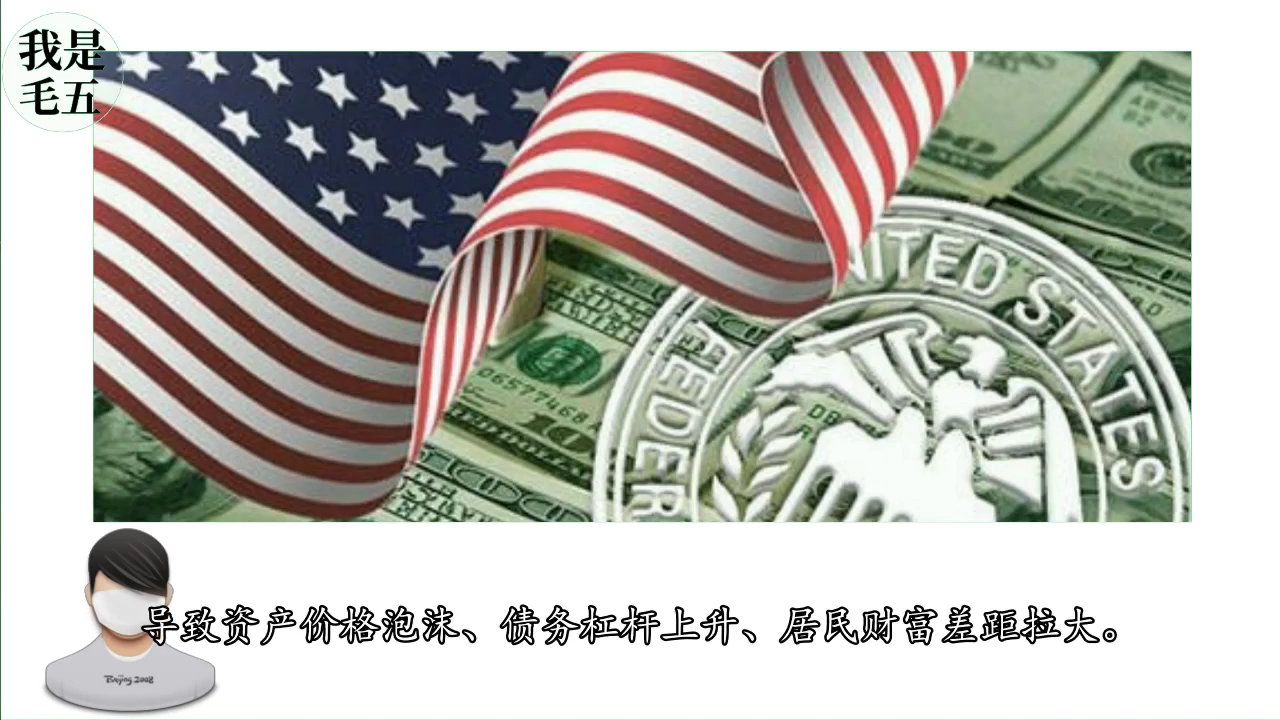 我是
毛五
UNITED STATES
FEDER
06577468
导致资产价格泡沫、债务杠杆上升、居民财富差距拉大。
Beijing 2008